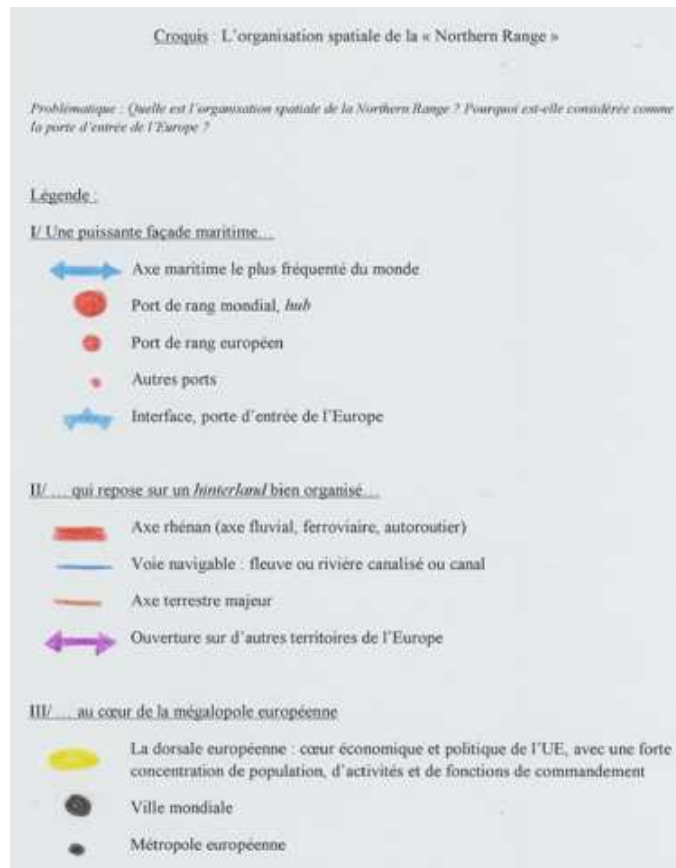 Croquis : L'organisation spatiale de la « Northern Range »
Problématique : Quelle est l'organisation spatiale de la Northern Range ? Pourquoi est-elle considérée comme
la porte d'entrée de l'Europe ?
Légende :
I/ Une puissante façade maritime…
Axe maritime le plus fréquenté du monde
Port de rang mondial, hub
Port de rang européen
Autres ports
Interface, porte d'entrée de l'Europe
II/ … qui repose sur un hinterland bien organisé…
Axe rhénan (axe fluvial, ferroviaire, autoroutier)
Voie navigable : fleuve ou rivière canalisé ou canal
Axe terrestre majeur
Ouverture sur d'autres territoires de l'Europe
III/ … au cœur de la mégalopole européenne
La dorsale européenne : cœur économique et politique de l'UE, avec une forte
concentration de population, d'activités et de fonctions de commandement
Ville mondiale
Métropole européenne